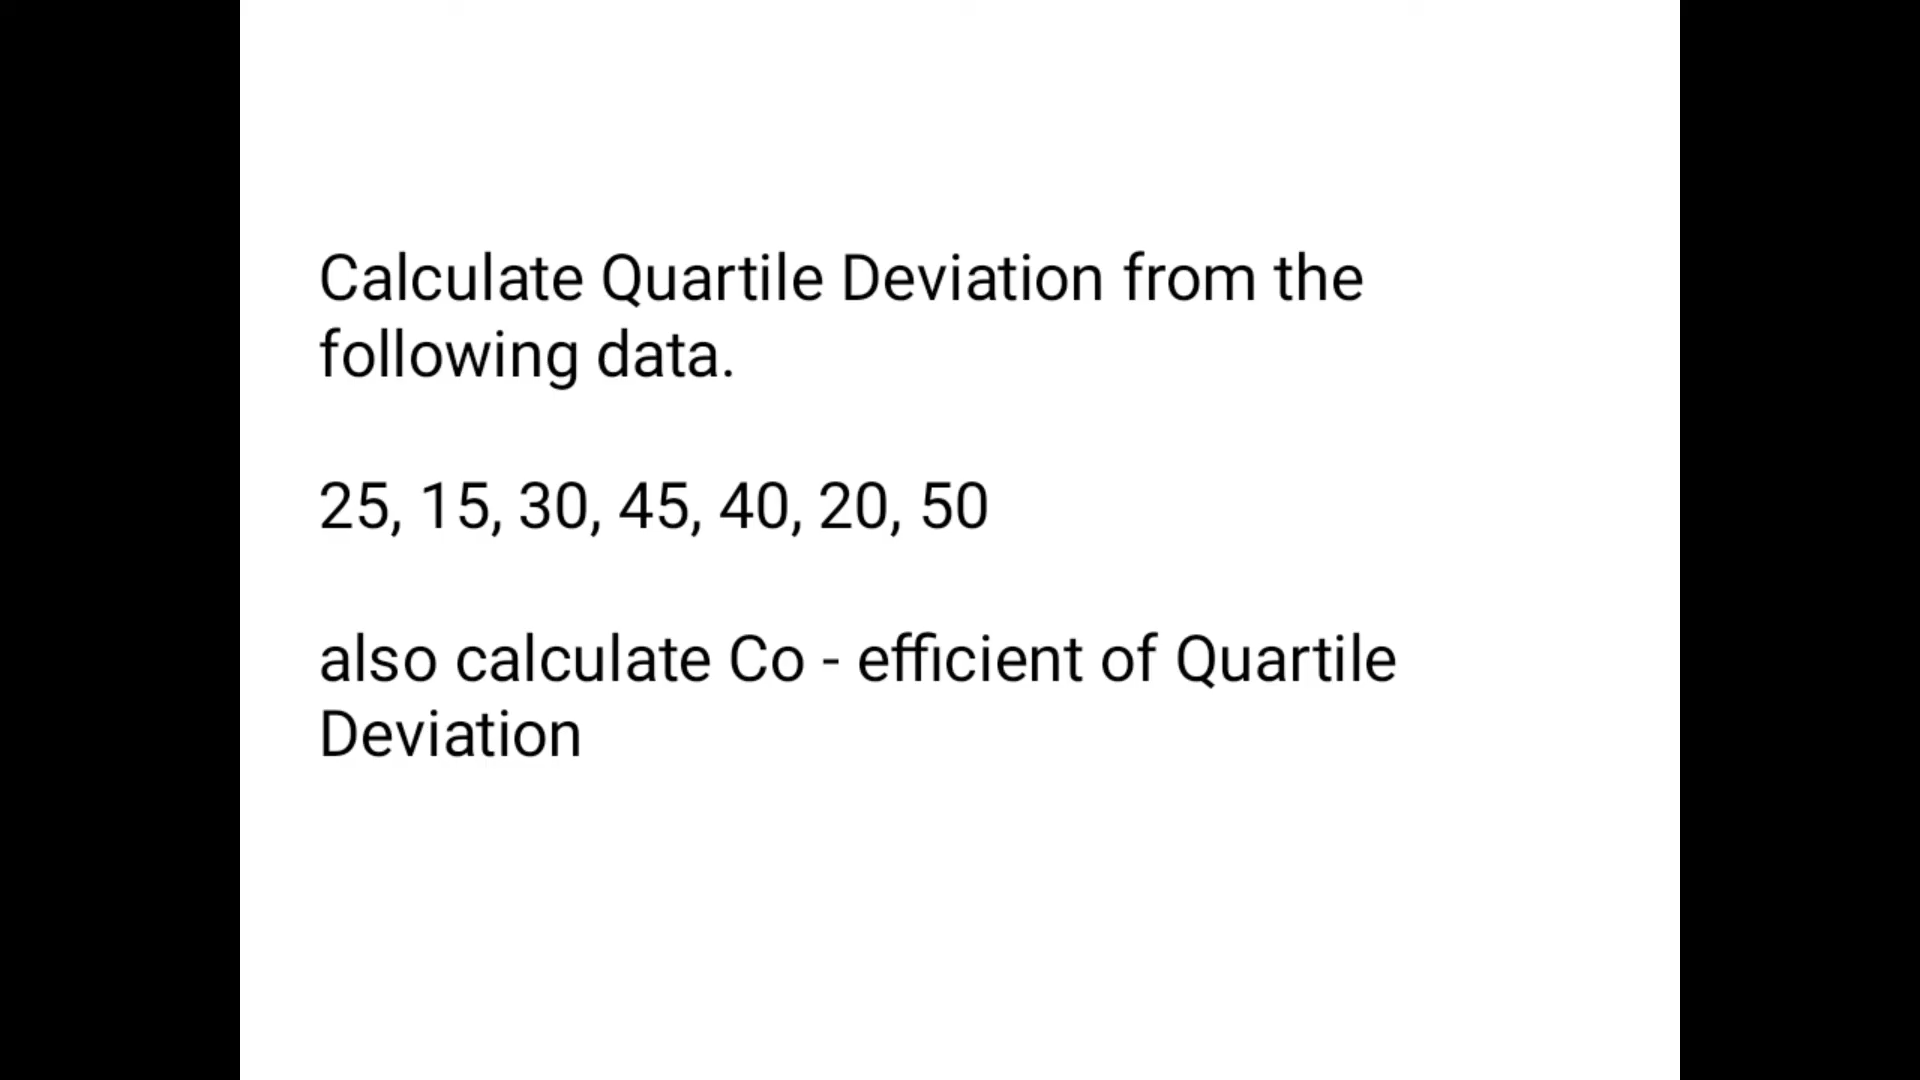 Calculate Quartile Deviation from the
following data.
25, 15, 30, 45, 40, 20, 50
also calculate Co - efficient of Quartile
Deviation